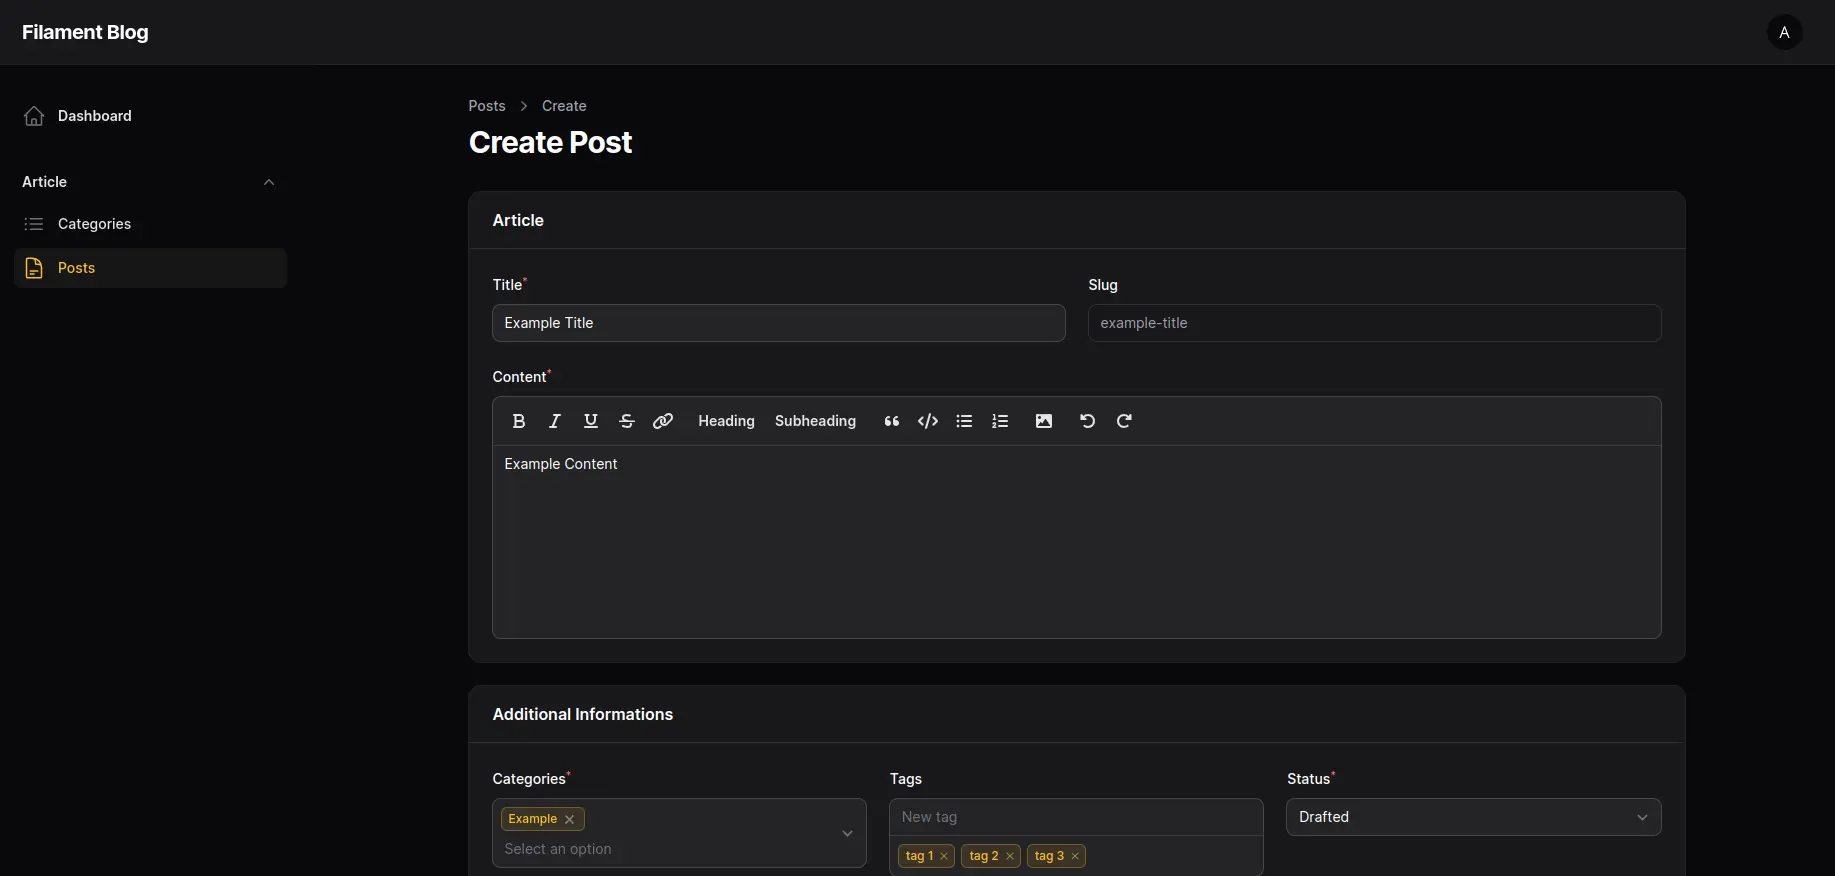 Filament Blog
A
Dashboard
Article
Categories
Posts
Posts > Create
Create Post
Article
Title*
Slug
Example Title
example-title
Content*
Heading Subheading
Example Content
Additional Informations
Categories*
Tags
Status*
Example
Select an option
New tag
tag 1 tag 2 tag 3
Drafted